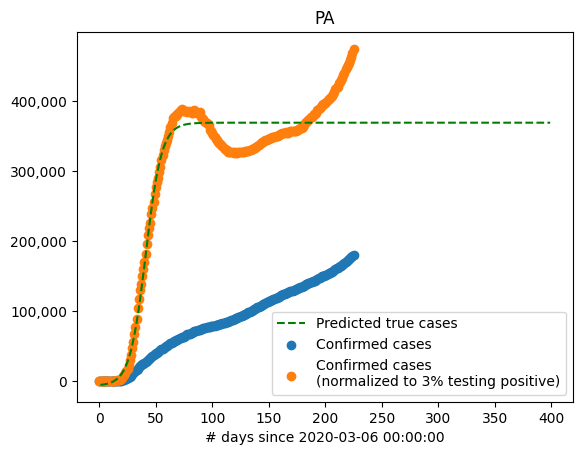 PA
400,000
300,000
200,000
100,000
0
Predicted true cases
Confirmed cases
Confirmed cases
(normalized to 3% testing positive)
0 50 100 150 200 250 300 350 400
# days since 2020-03-06 00:00:00